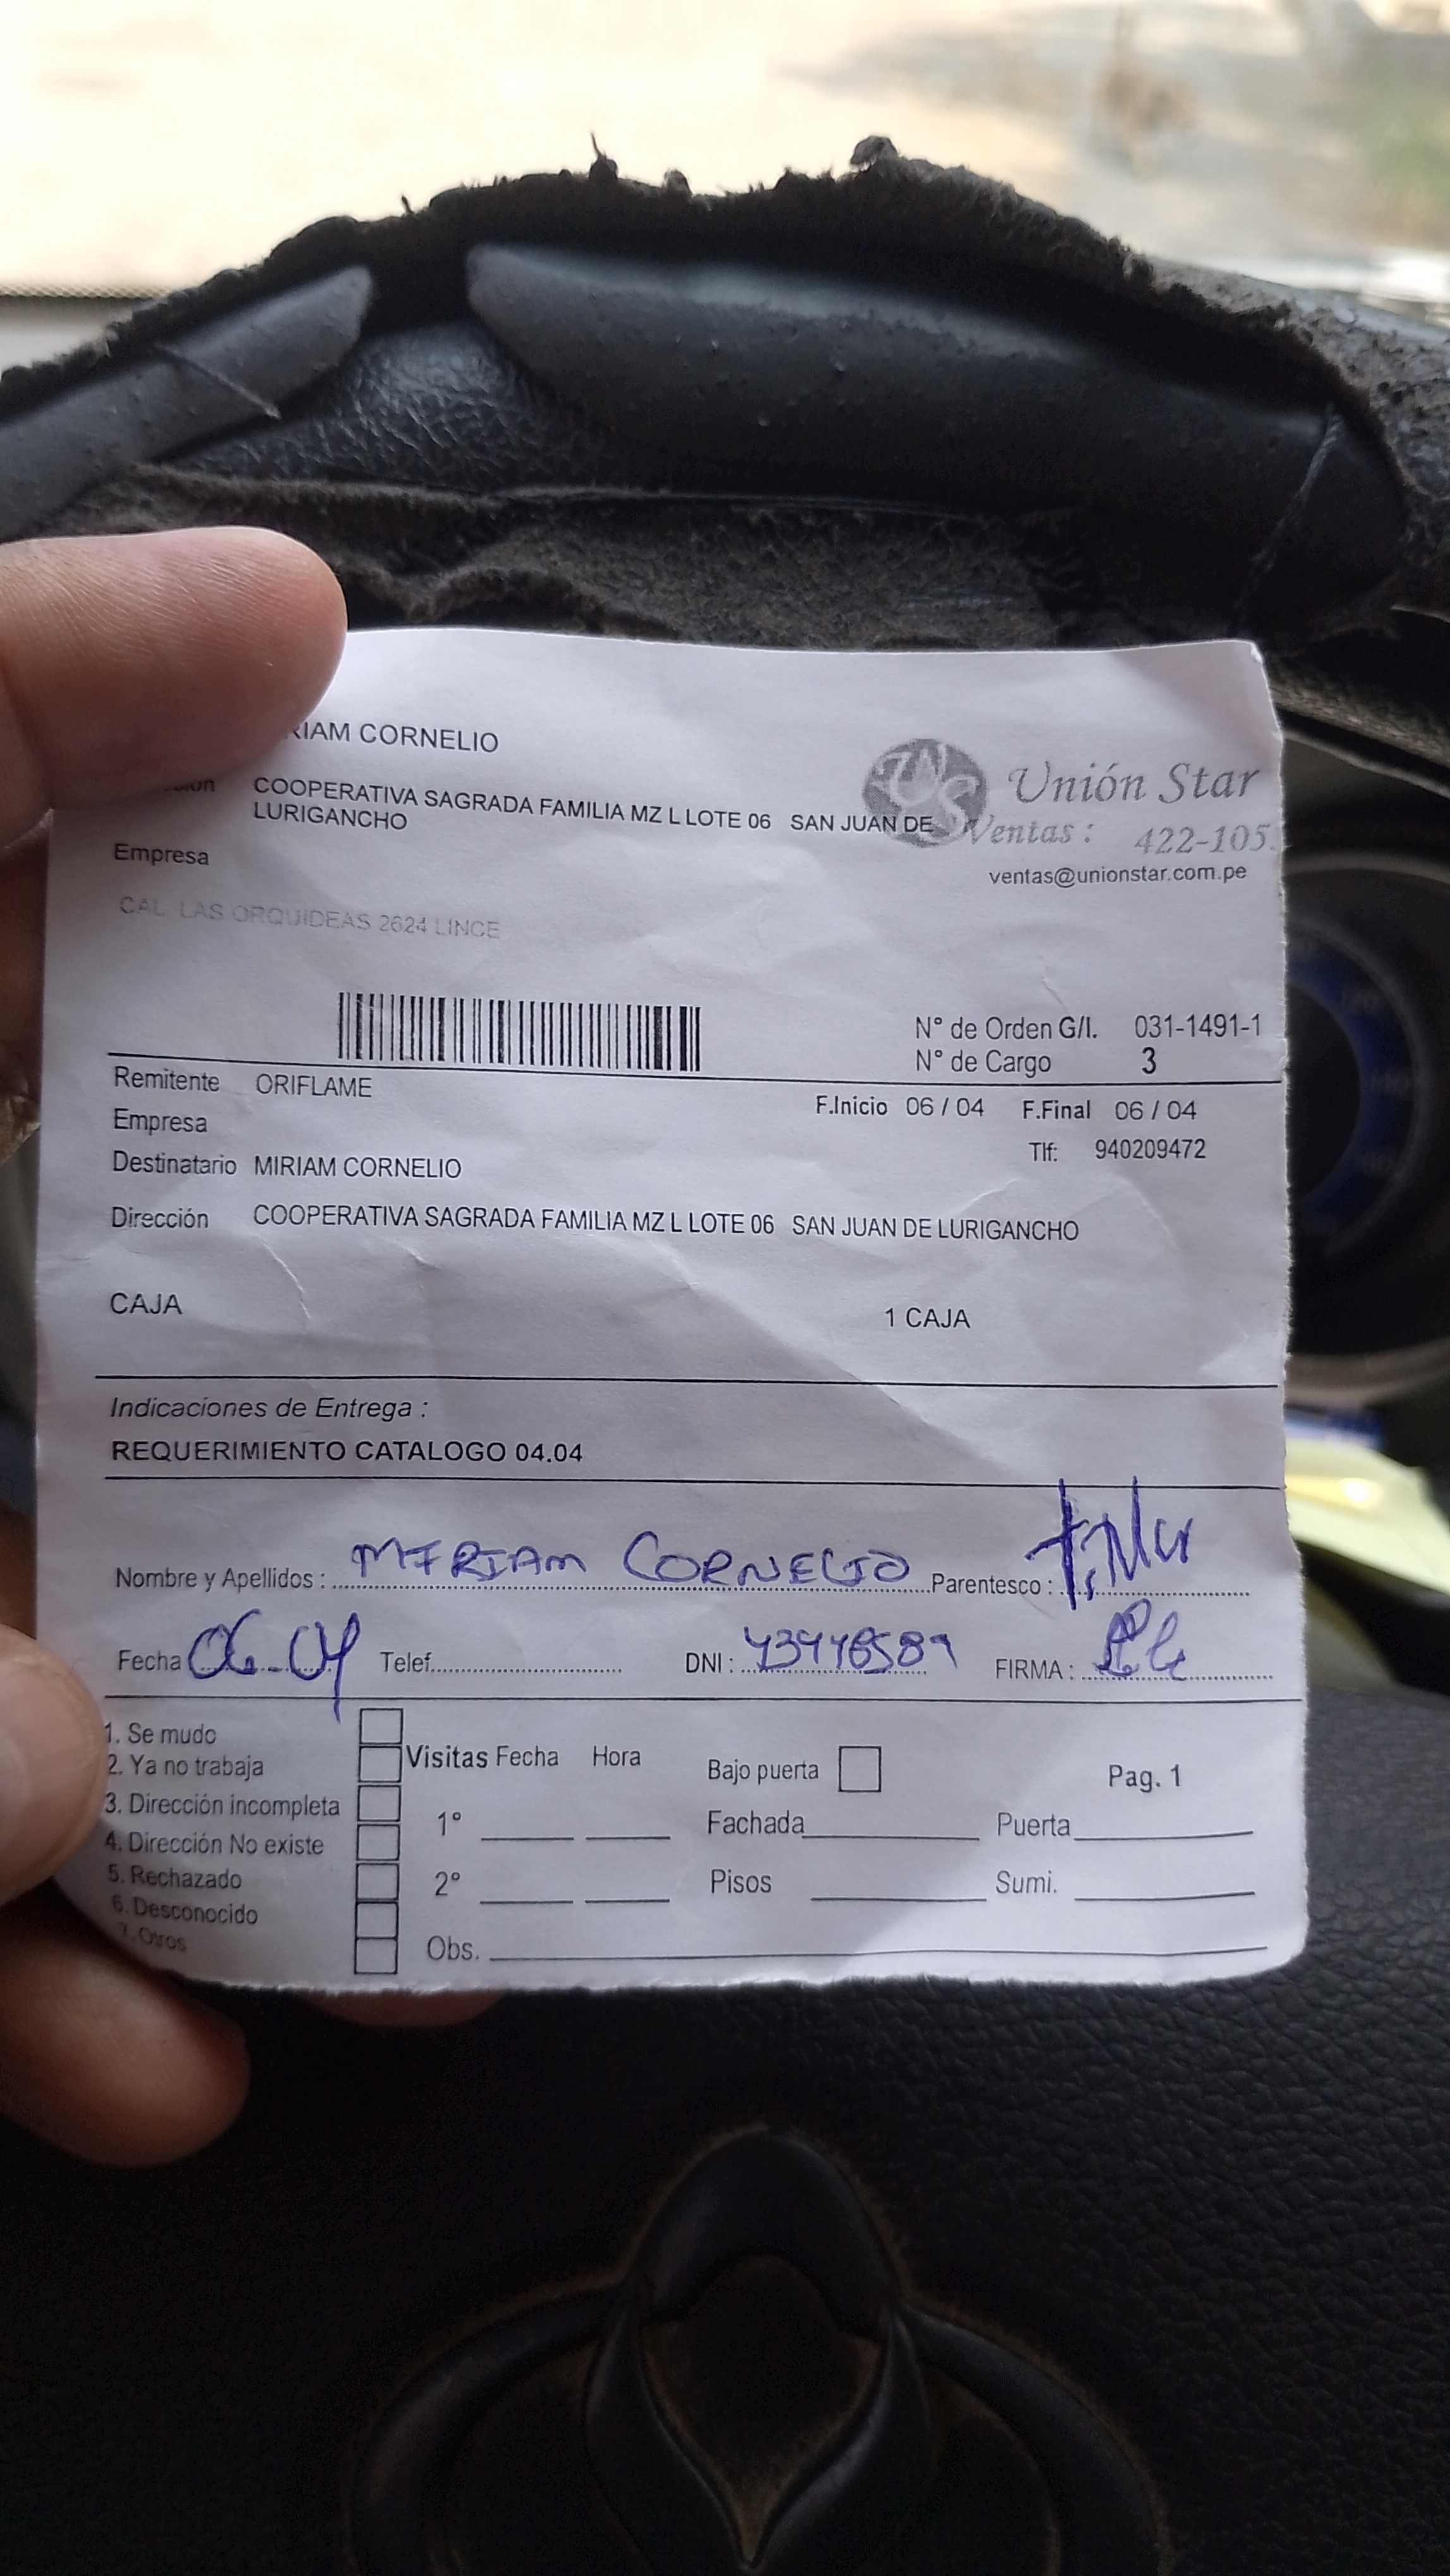 RIAM CORNELIO
COOPERATIVA SAGRADA FAMILIA MZ L LOTE 06 SAN JUAN DE
LURIGANCHO
Unión Star
Ventas : 422-105
ventas@unionstar.com.pe
Empresa
CAL LAS ORQUIDEAS 2624 LINCE
N° de Orden G/I. 031-1491-1
N° de Cargo 3
Remitente ORIFLAME
F.Inicio 06 / 04 F.Final 06 / 04
Empresa
Tlf: 940209472
Destinatario MIRIAM CORNELIO
Dirección COOPERATIVA SAGRADA FAMILIA MZ L LOTE 06 SAN JUAN DE LURIGANCHO
CAJA 1 CAJA
Indicaciones de Entrega :
REQUERIMIENTO CATALOGO 04.04
Nombre y Apellidos : MIRIAM CORNELIO Parentesco :
Fecha 06-04 Telef. DNI : FIRMA :
1. Se mudo
2. Ya no trabaja
3. Dirección incompleta
4. Dirección No existe
5. Rechazado
6. Desconocido
7. Otros
Visitas Fecha Hora
1°
2°
Obs.
Bajo puerta
Pag. 1
Fachada Puerta
Pisos Sumi.